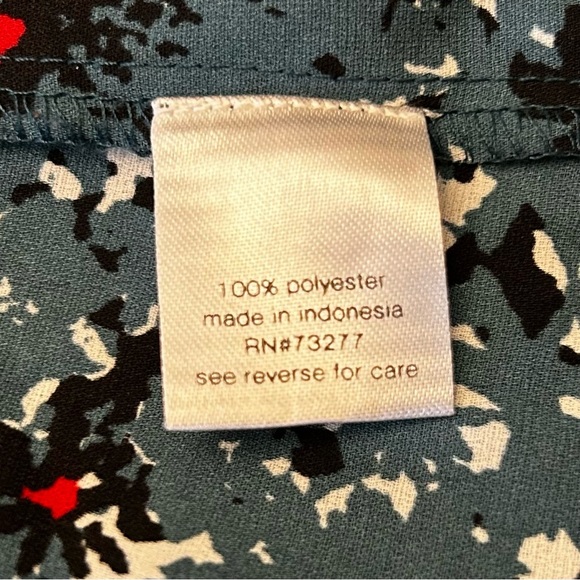 100% polyester
made in indonesia
RN#73277
see reverse for care